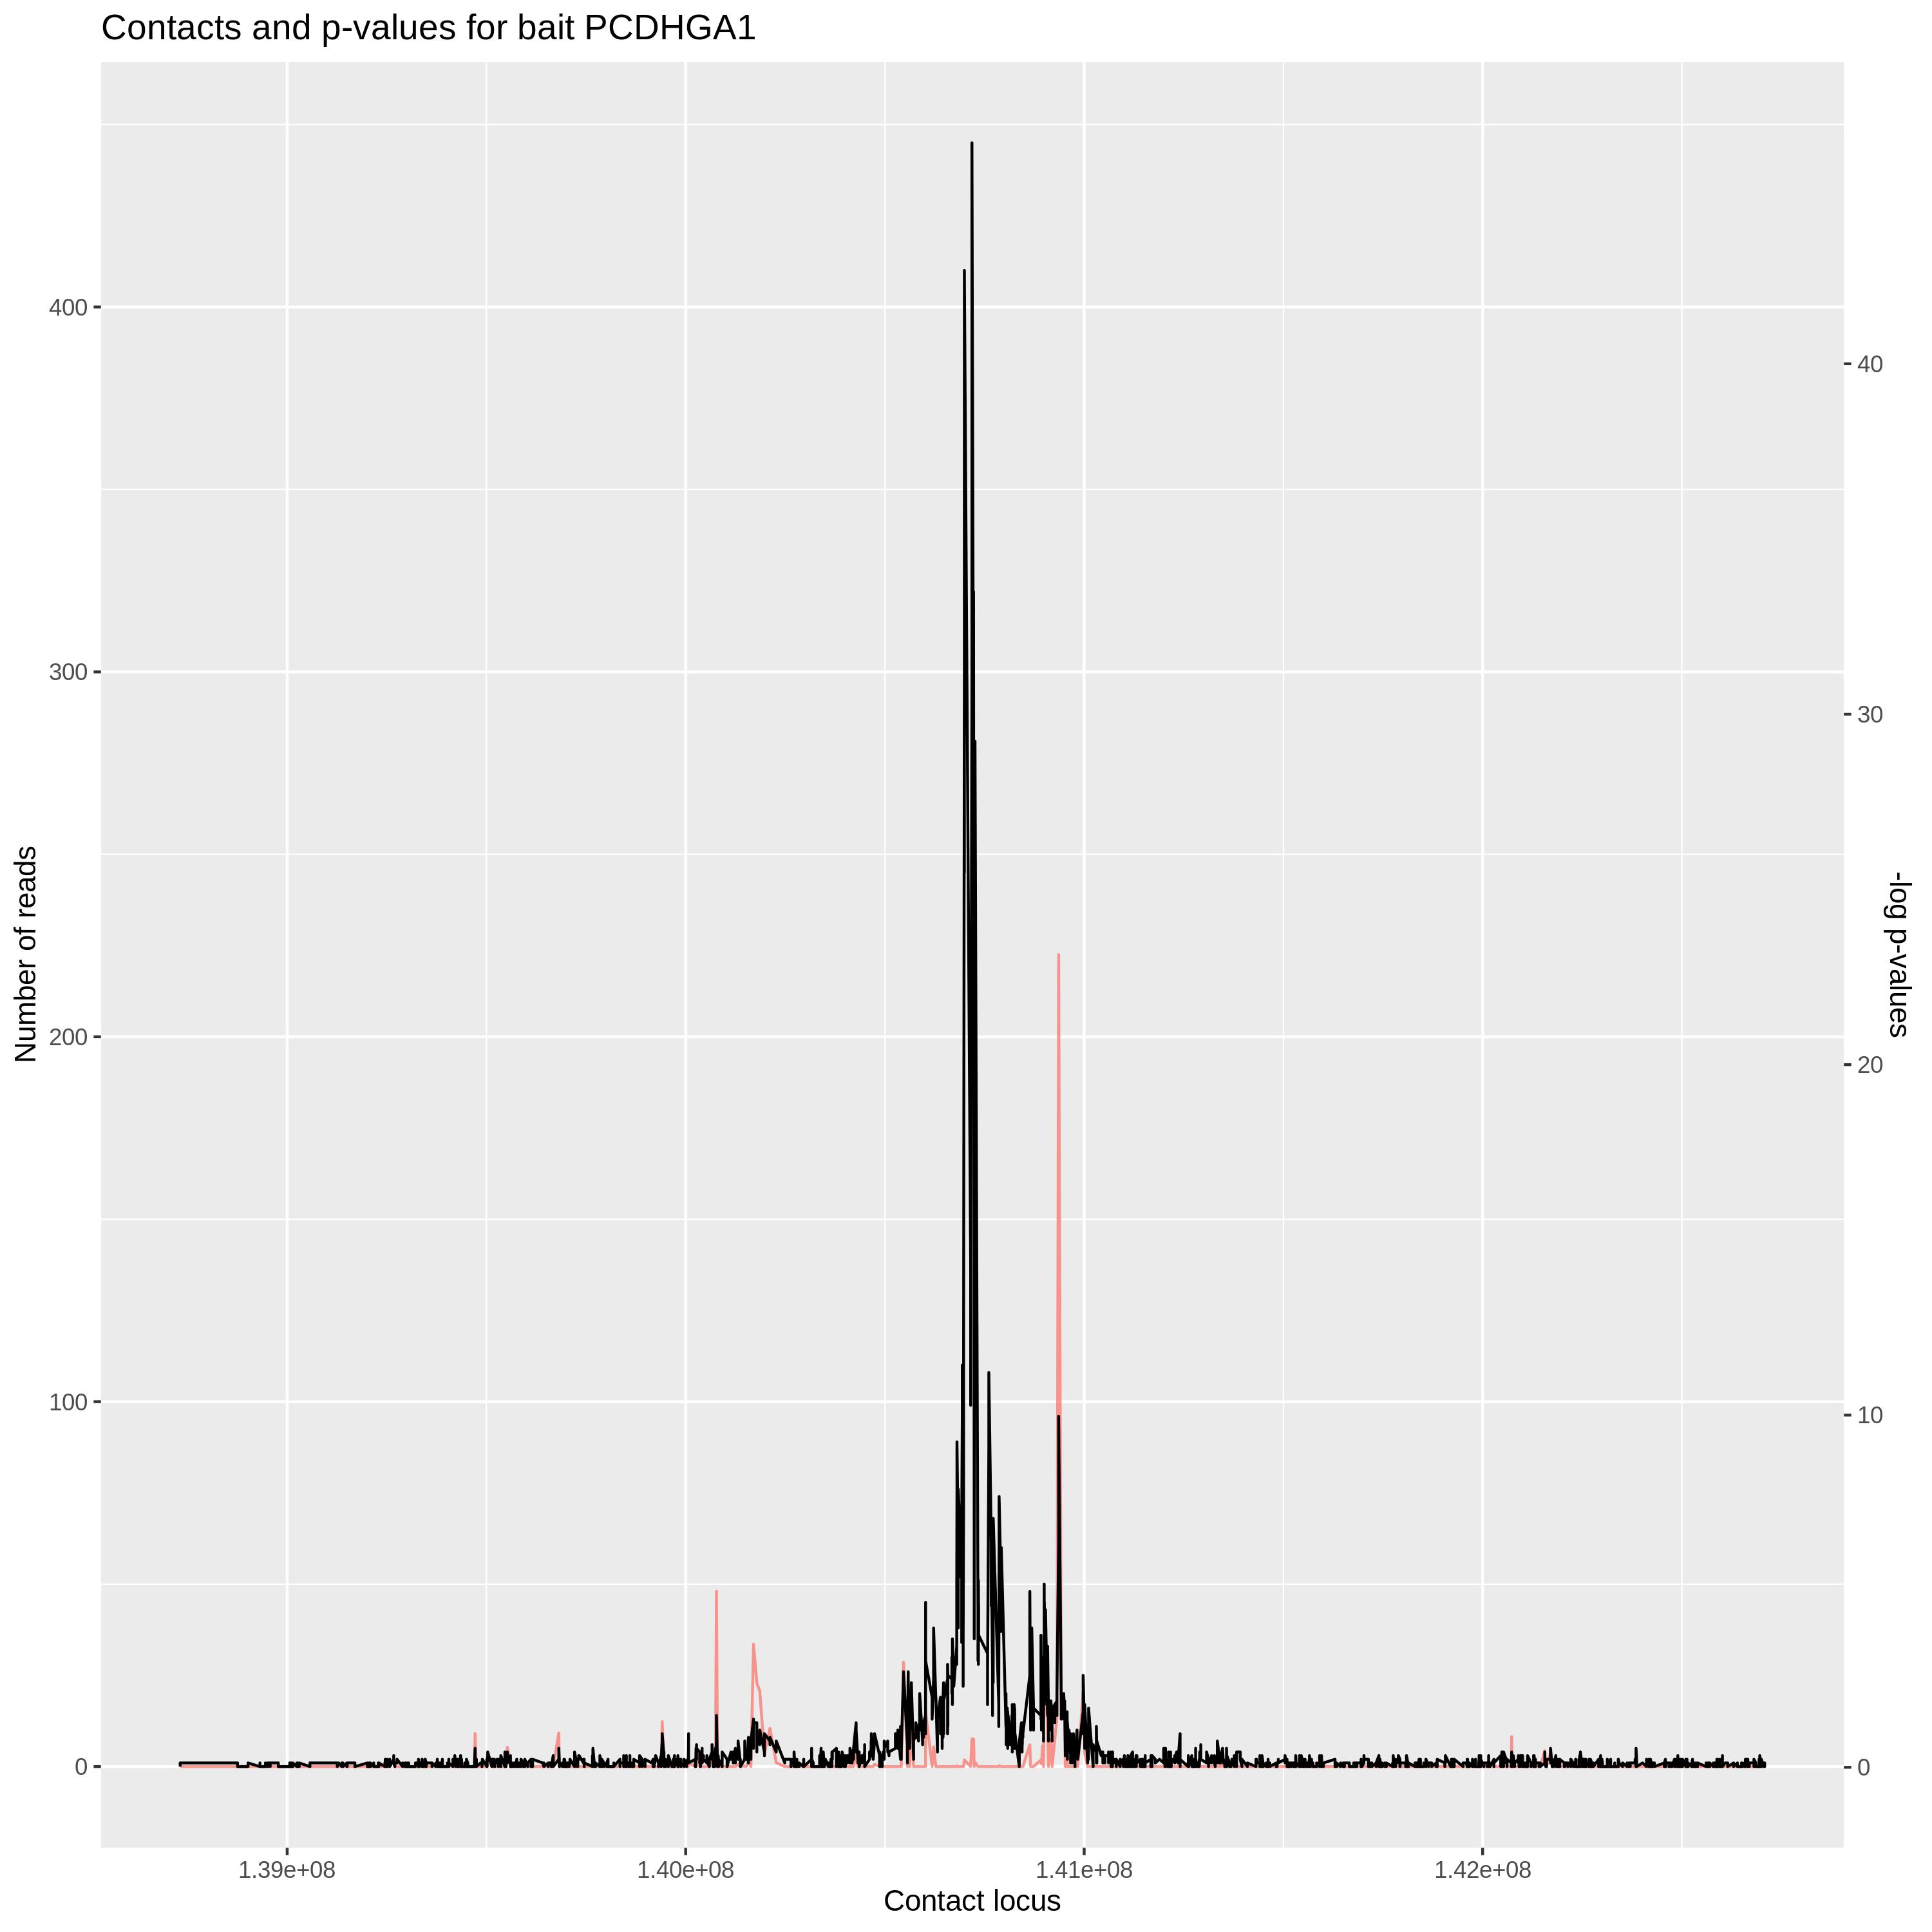 Contacts and p-values for bait PCDHGA1
Number of reads
400
300
200
100
0
40
30
20
10
0
-log p-values
1.39e+08
1.40e+08
1.41e+08
1.42e+08
Contact locus